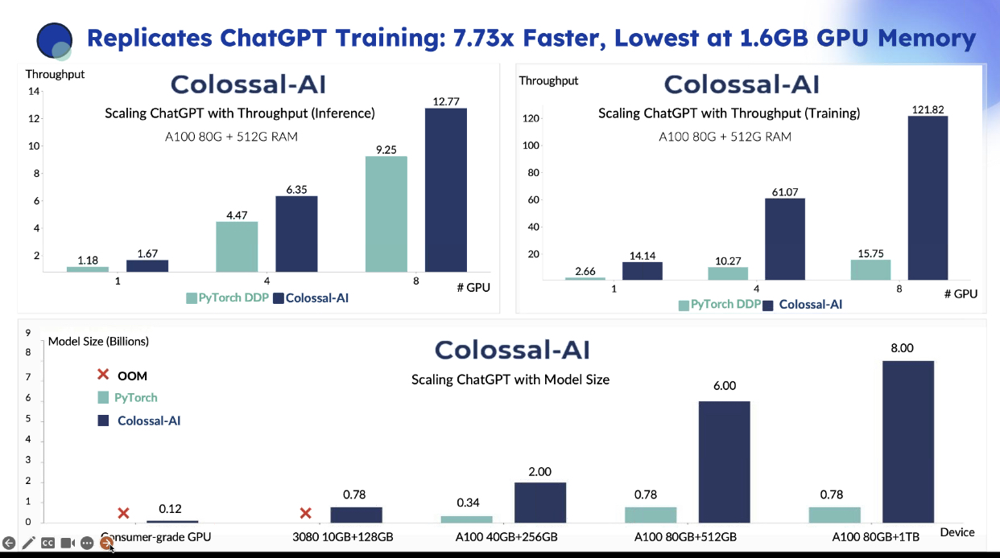 Replicates ChatGPT Training: 7.73x Faster, Lowest at 1.6GB GPU Memory
Throughput
Colossal-AI
Scaling ChatGPT with Throughput (Inference)
A100 80G + 512G RAM
14
12
10
8
6
4
2
1.18
1.67
4.47
6.35
9.25
12.77
1
4
8
# GPU
PyTorch DDP
Colossal-AI
Throughput
Colossal-AI
Scaling ChatGPT with Throughput (Training)
A100 80G + 512G RAM
120
100
80
60
40
20
2.66
14.14
10.27
61.07
15.75
121.82
1
4
8
# GPU
PyTorch DDP
Colossal-AI
Model Size (Billions)
Colossal-AI
Scaling ChatGPT with Model Size
OOM
PyTorch
Colossal-AI
9
8
7
6
5
4
3
2
1
0
0.12
0.78
0.34
2.00
0.78
6.00
0.78
8.00
Consumer-grade GPU
3080 10GB+128GB
A100 40GB+256GB
A100 80GB+512GB
A100 80GB+1TB
Device
CC